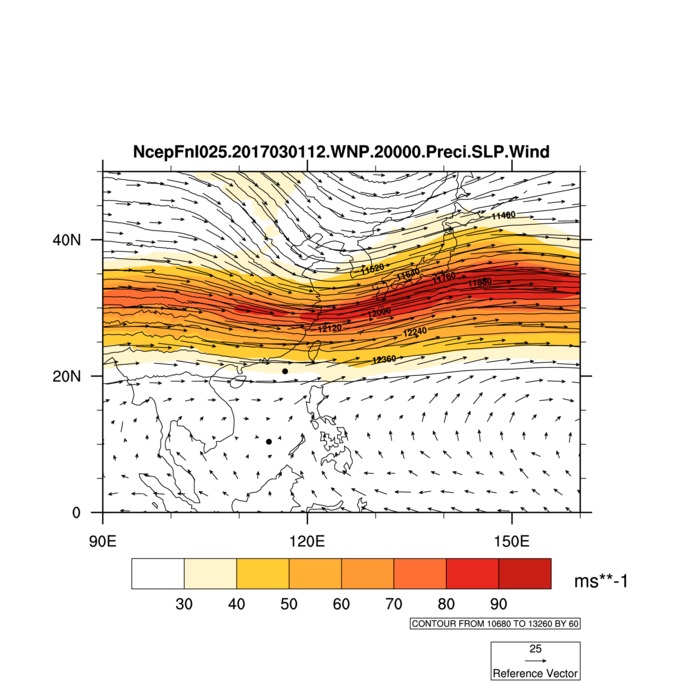 NcepFnl025.2017030112.WNP.20000.Preci.SLP.Wind
11400
40N
11520
11640
11760
11880
12000
12120
12240
12360
20N
0
90E 120E 150E
ms**-1
30 40 50 60 70 80 90
CONTOUR FROM 10680 TO 13260 BY 60
25
Reference Vector